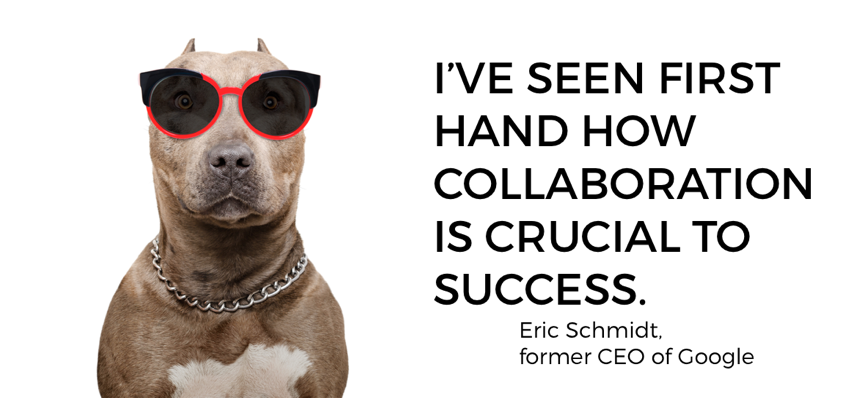 I’VE SEEN FIRST
HAND HOW
COLLABORATION
IS CRUCIAL TO
SUCCESS.
Eric Schmidt,
former CEO of Google